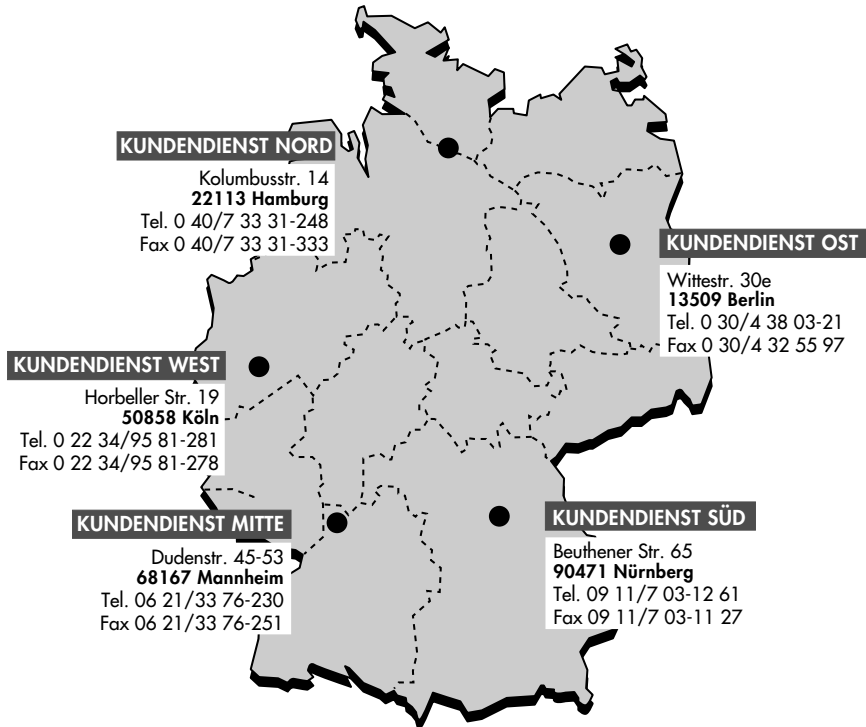 KUNDENDIENST NORD
Kolumbusstr. 14
22113 Hamburg
Tel. 0 40/7 33 31-248
Fax 0 40/7 33 31-333
KUNDENDIENST OST
Wittestr. 30e
13509 Berlin
Tel. 0 30/4 38 03-21
Fax 0 30/4 32 55 97
KUNDENDIENST WEST
Horbeller Str. 19
50858 Köln
Tel. 0 22 34/95 81-281
Fax 0 22 34/95 81-278
KUNDENDIENST MITTE
Dudenstr. 45-53
68167 Mannheim
Tel. 06 21/33 76-230
Fax 06 21/33 76-251
KUNDENDIENST SÜD
Beuthener Str. 65
90471 Nürnberg
Tel. 09 11/7 03-12 61
Fax 09 11/7 03-11 27